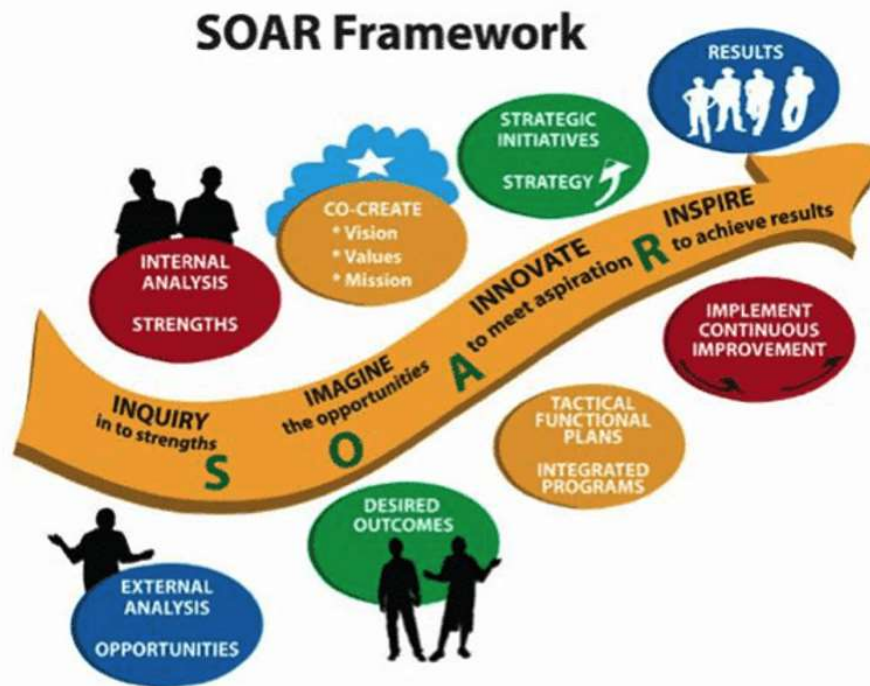 SOAR Framework
RESULTS
STRATEGIC
INITIATIVES
STRATEGY
CO-CREATE
* Vision
* Values
* Mission
INTERNAL
ANALYSIS
STRENGTHS
INQUIRY
in to strengths
S
IMAGINE
the opportunities
O
INNOVATE
to meet aspiration
A
INSPIRE
to achieve results
R
IMPLEMENT
CONTINUOUS
IMPROVEMENT
TACTICAL
FUNCTIONAL
PLANS
INTEGRATED
PROGRAMS
DESIRED
OUTCOMES
EXTERNAL
ANALYSIS
OPPORTUNITIES